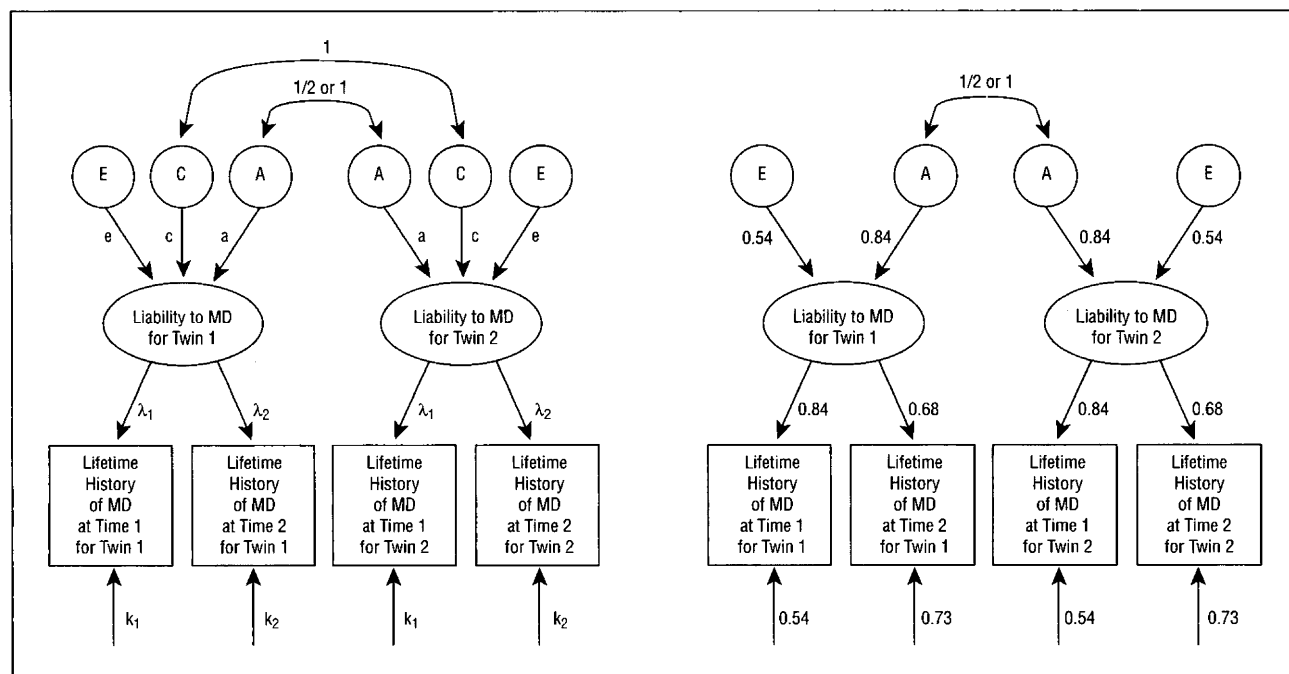 1
1/2 or 1
E
C
A
A
C
E
e
c
a
a
c
e
Liability to MD
for Twin 1
Liability to MD
for Twin 2
λ1
λ2
λ1
λ2
Lifetime
History
of MD
at Time 1
for Twin 1
Lifetime
History
of MD
at Time 2
for Twin 1
Lifetime
History
of MD
at Time 1
for Twin 2
Lifetime
History
of MD
at Time 2
for Twin 2
k1
k2
k1
k2
1/2 or 1
E
A
A
E
0.54
0.84
0.84
0.54
Liability to MD
for Twin 1
Liability to MD
for Twin 2
0.84
0.68
0.84
0.68
Lifetime
History
of MD
at Time 1
for Twin 1
Lifetime
History
of MD
at Time 2
for Twin 1
Lifetime
History
of MD
at Time 1
for Twin 2
Lifetime
History
of MD
at Time 2
for Twin 2
0.54
0.73
0.54
0.73